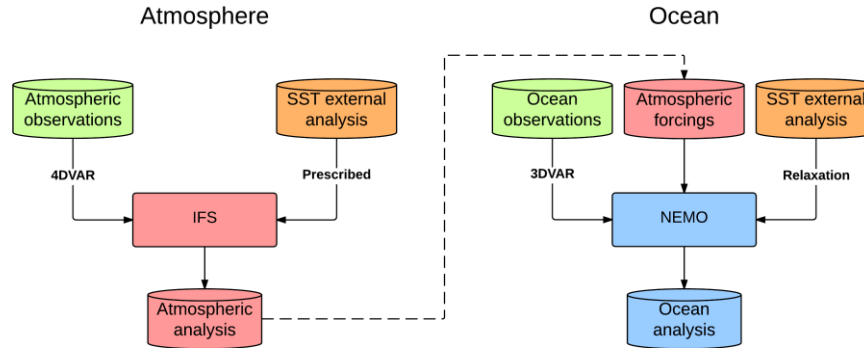 Atmosphere
Ocean
Atmospheric
observations
SST external
analysis
Ocean
observations
Atmospheric
forcings
SST external
analysis
4DVAR
Prescribed
3DVAR
Relaxation
IFS
NEMO
Atmospheric
analysis
Ocean
analysis